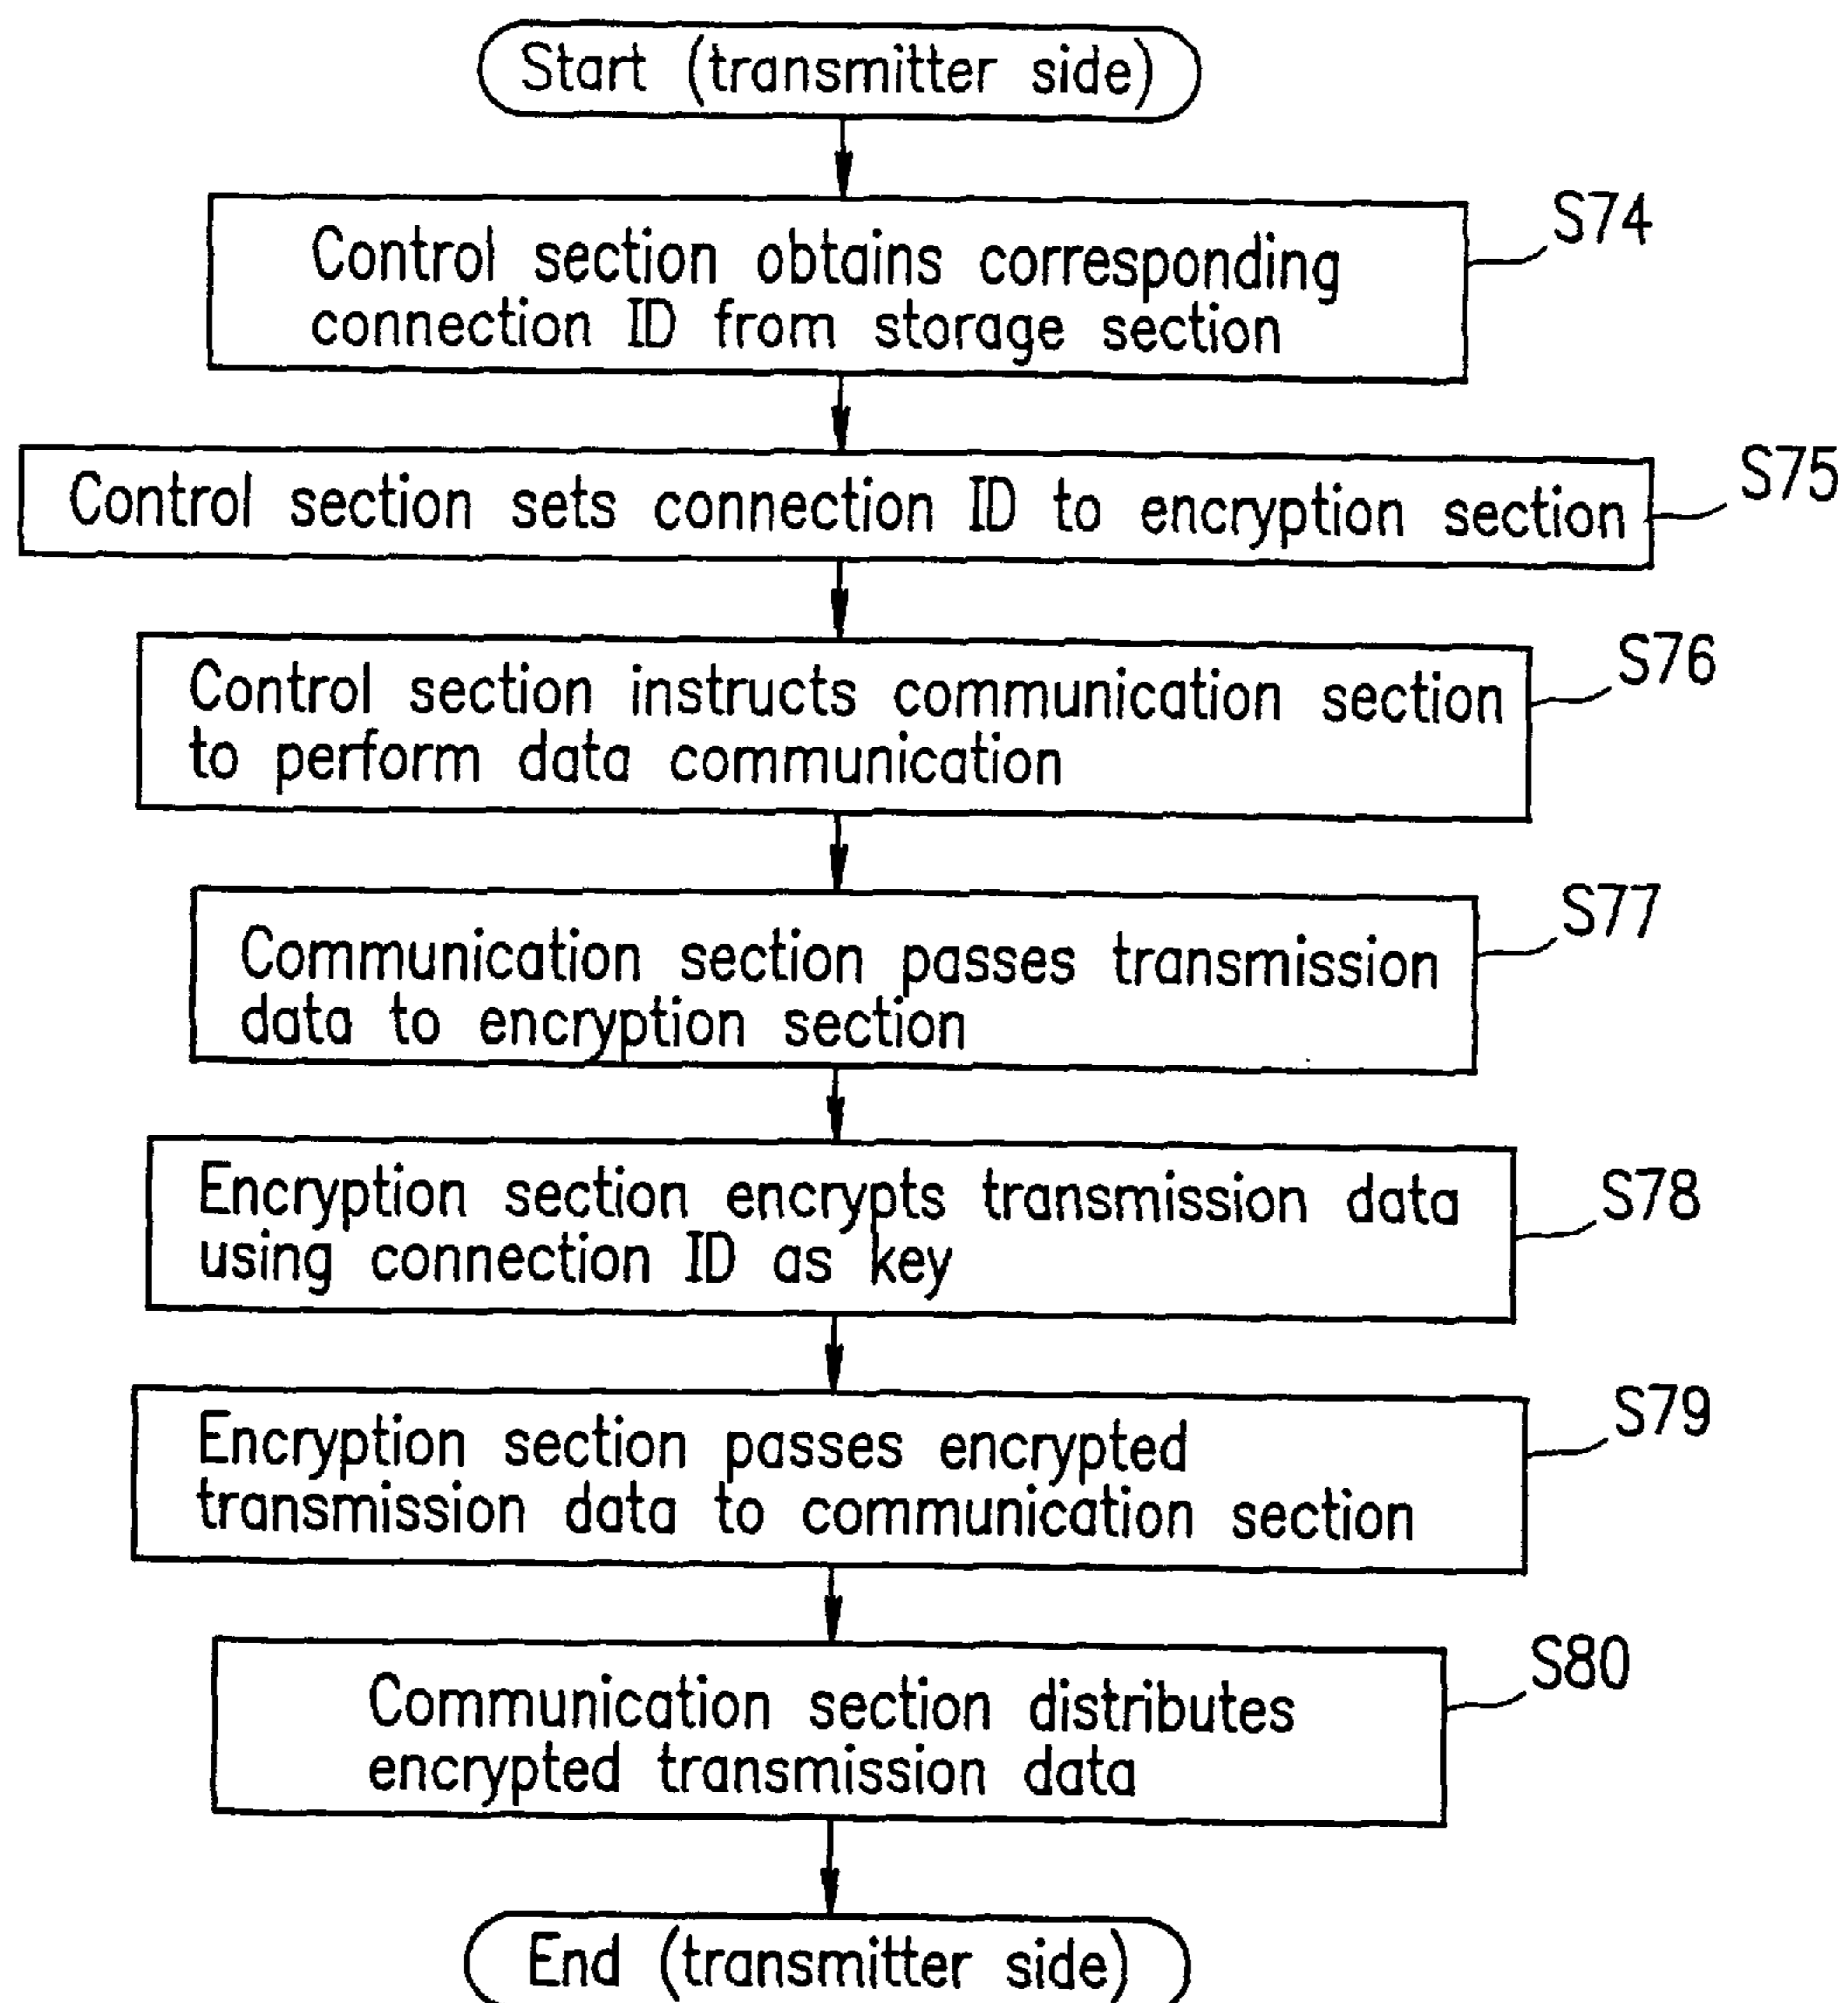 Start (transmitter side)
S74
Control section obtains corresponding
connection ID from storage section
S75
Control section sets connection ID to encryption section
S76
Control section instructs communication section
to perform data communication
S77
Communication section passes transmission
data to encryption section
S78
Encryption section encrypts transmission data
using connection ID as key
S79
Encryption section passes encrypted
transmission data to communication section
S80
Communication section distributes
encrypted transmission data
End (transmitter side)